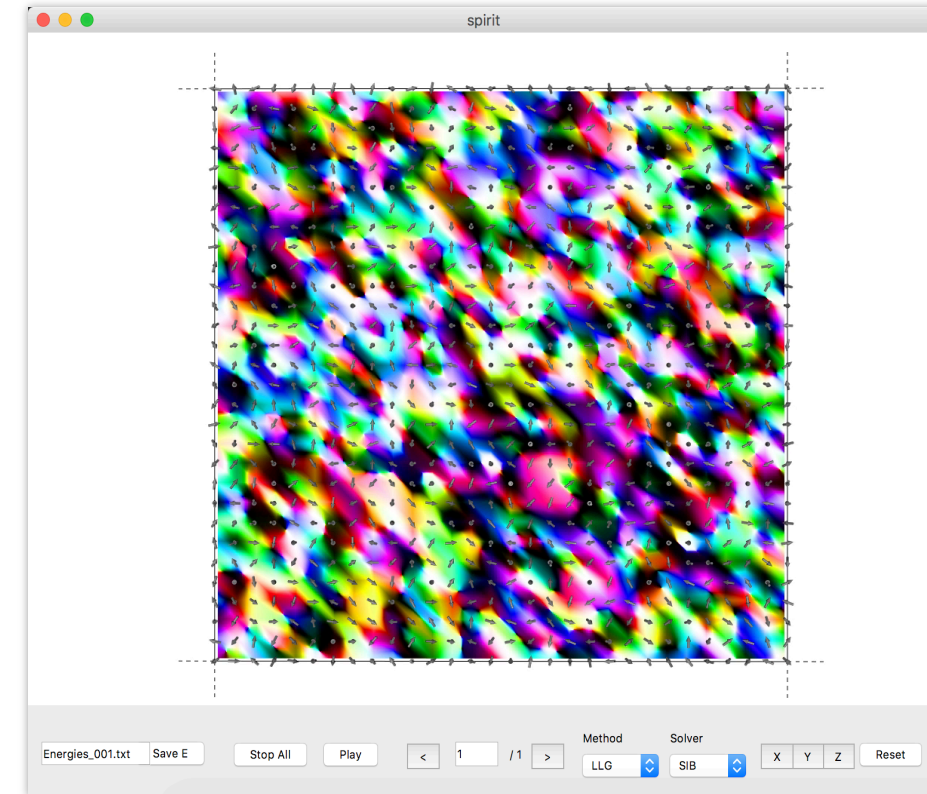 spirit
Method Solver
Energies_001.txt Save E Stop All Play < 1 / 1 > LLG SIB X Y Z Reset